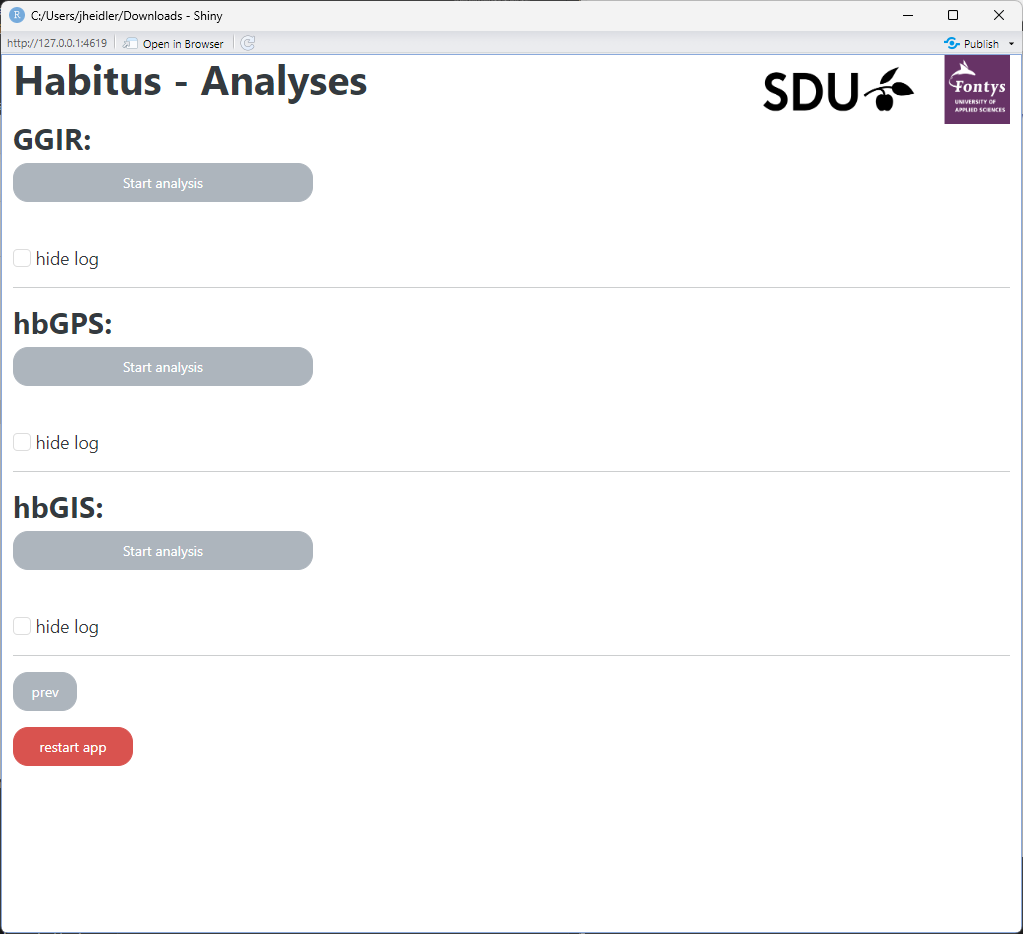 C:/Users/jheidler/Downloads - Shiny
http://127.0.0.1:4619 Open in Browser Publish
Habitus - Analyses
SDU
Fontys
UNIVERSITY OF
APPLIED SCIENCES
GGIR:
Start analysis
hide log
hbGPS:
Start analysis
hide log
hbGIS:
Start analysis
hide log
prev
restart app